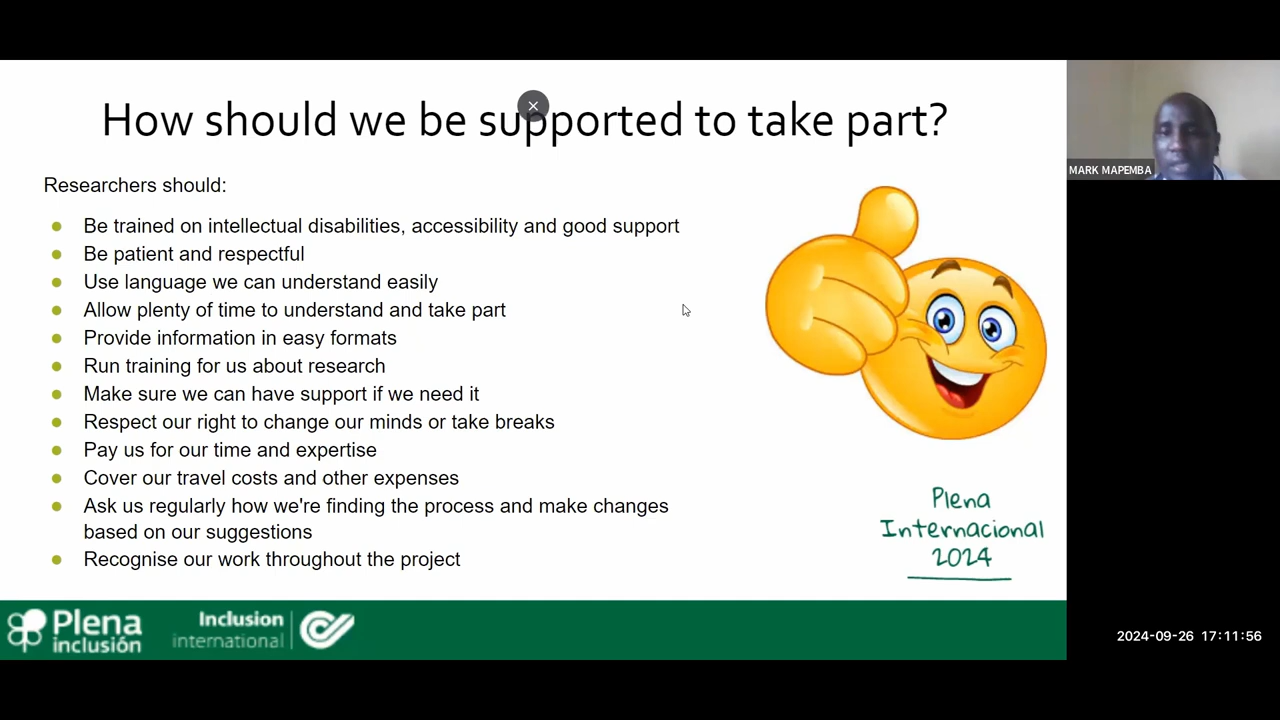 How should we be supported to take part?
Researchers should:
Be trained on intellectual disabilities, accessibility and good support
Be patient and respectful
Use language we can understand easily
Allow plenty of time to understand and take part
Provide information in easy formats
Run training for us about research
Make sure we can have support if we need it
Respect our right to change our minds or take breaks
Pay us for our time and expertise
Cover our travel costs and other expenses
Ask us regularly how we're finding the process and make changes
based on our suggestions
Recognise our work throughout the project
Plena
Internacional
2024
Plena
inclusión
Inclusion
international
MARK MAPEMBA
2024-09-26 17:11:56